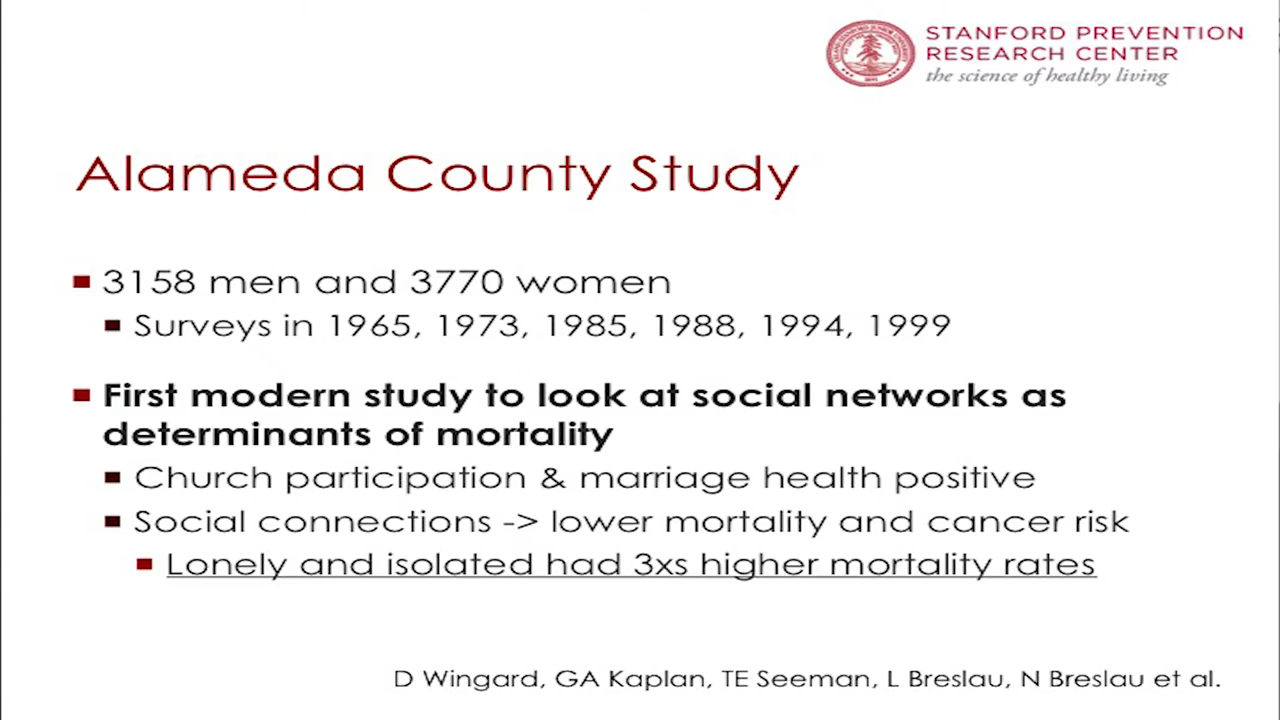 STANFORD PREVENTION
RESEARCH CENTER
the science of healthy living
Alameda County Study
3158 men and 3770 women
Surveys in 1965, 1973, 1985, 1988, 1994, 1999
First modern study to look at social networks as
determinants of mortality
Church participation & marriage health positive
Social connections -> lower mortality and cancer risk
Lonely and isolated had 3xs higher mortality rates
D Wingard, GA Kaplan, TE Seeman, L Breslau, N Breslau et al.